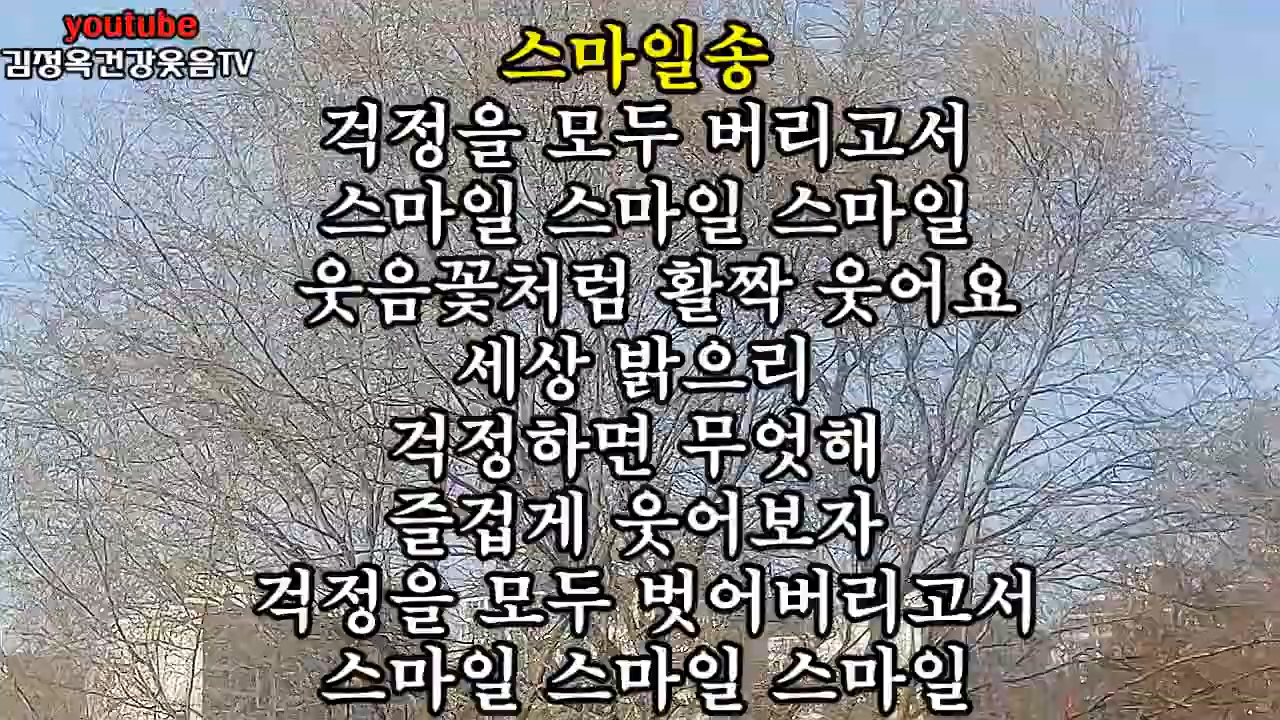 youtube
김정옥건강웃음TV
스마일송
걱정을 모두 버리고서
스마일 스마일 스마일
웃음꽃처럼 활짝 웃어요
세상 밝으리
걱정하면 무엇해
즐겁게 웃어보자
걱정을 모두 벗어버리고서
스마일 스마일 스마일